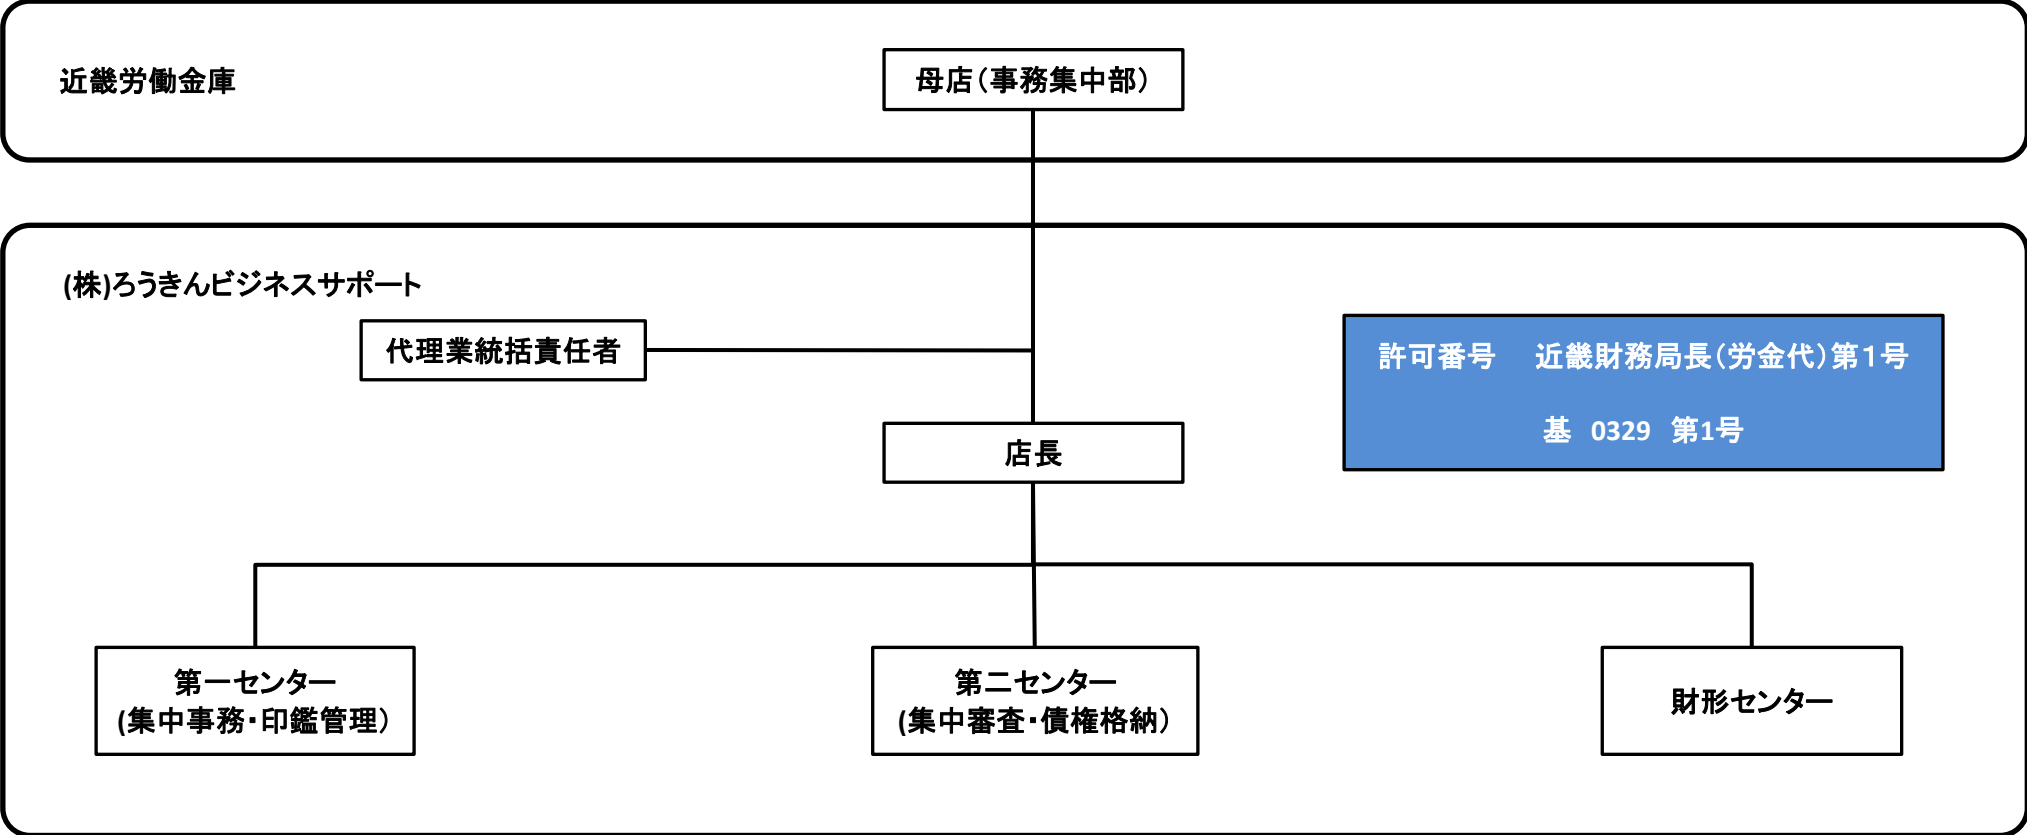 近畿労働金庫
母店（事務集中部）
(株)ろうきんビジネスサポート
代理業統括責任者
許可番号　近畿財務局長（労金代）第１号
基　0329　第1号
店長
第一センター
(集中事務・印鑑管理）
第二センター
(集中審査・債権格納）
財形センター